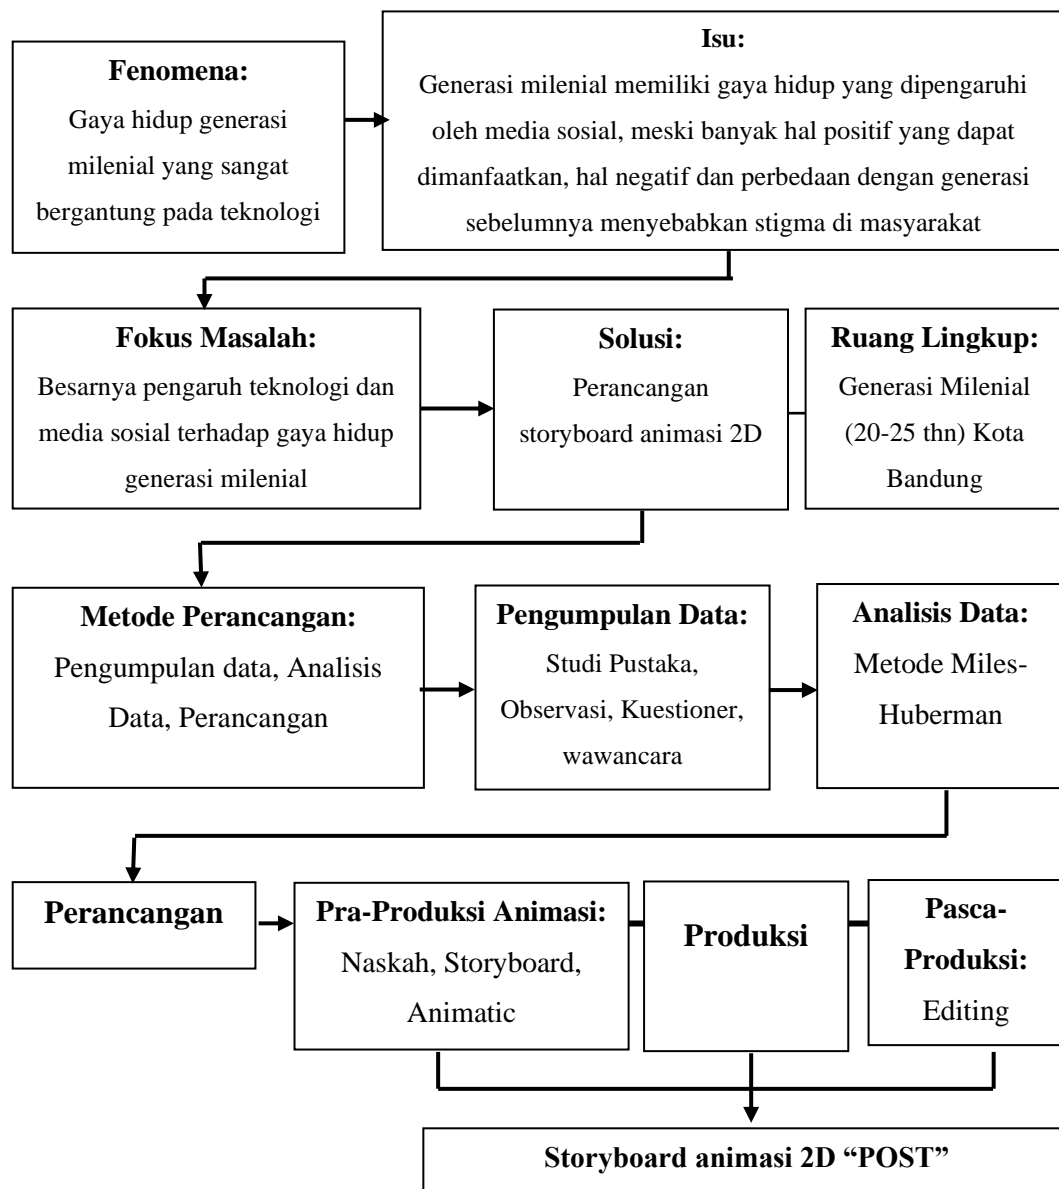 Fenomena:
Gaya hidup generasi
milenial yang sangat
bergantung pada teknologi
Isu:
Generasi milenial memiliki gaya hidup yang dipengaruhi
oleh media sosial, meski banyak hal positif yang dapat
dimanfaatkan, hal negatif dan perbedaan dengan generasi
sebelumnya menyebabkan stigma di masyarakat
Fokus Masalah:
Besarnya pengaruh teknologi dan
media sosial terhadap gaya hidup
generasi milenial
Solusi:
Perancangan
storyboard animasi 2D
Ruang Lingkup:
Generasi Milenial
(20-25 thn) Kota
Bandung
Metode Perancangan:
Pengumpulan data, Analisis
Data, Perancangan
Pengumpulan Data:
Studi Pustaka,
Observasi, Kuestioner,
wawancara
Analisis Data:
Metode Miles-
Huberman
Perancangan
Pra-Produksi Animasi:
Naskah, Storyboard,
Animatic
Produksi
Pasca-
Produksi:
Editing
Storyboard animasi 2D “POST”